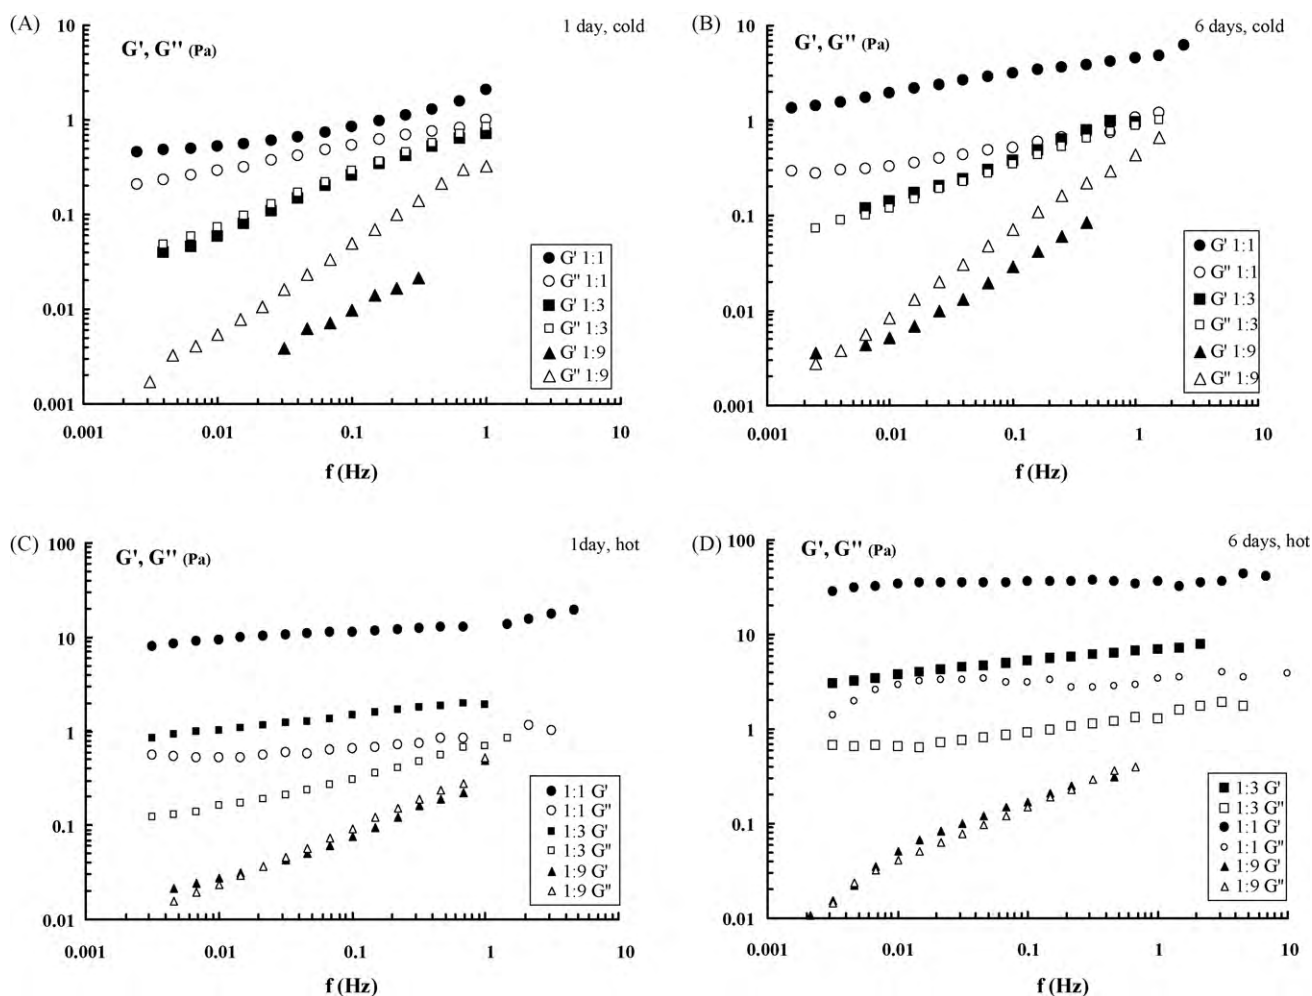 (A)
1 day, cold
G', G'' (Pa)
10
1
0.1
0.01
0.001
0.001 0.01 0.1 1 10
f (Hz)
G' 1:1
G'' 1:1
G' 1:3
G'' 1:3
G' 1:9
G'' 1:9
(B)
6 days, cold
G', G'' (Pa)
10
1
0.1
0.01
0.001
0.001 0.01 0.1 1 10
f (Hz)
G' 1:1
G'' 1:1
G' 1:3
G'' 1:3
G' 1:9
G'' 1:9
(C)
1day, hot
G', G'' (Pa)
100
10
1
0.1
0.01
0.001 0.01 0.1 1 10
f (Hz)
1:1 G'
1:1 G''
1:3 G'
1:3 G''
1:9 G'
1:9 G''
(D)
6 days, hot
G', G'' (Pa)
100
10
1
0.1
0.01
0.001 0.01 0.1 1 10
f (Hz)
1:3 G'
1:3 G''
1:1 G'
1:1 G''
1:9 G'
1:9 G''